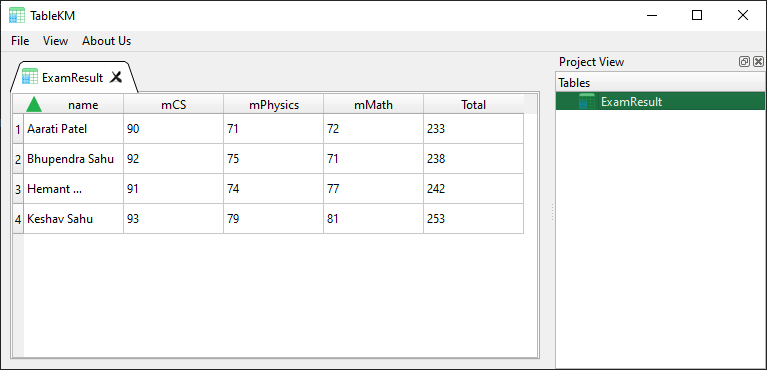 TableKM
File View About Us
ExamResult
name mCS mPhysics mMath Total
1 Aarati Patel 90 71 72 233
2 Bhupendra Sahu 92 75 71 238
3 Hemant ... 91 74 77 242
4 Keshav Sahu 93 79 81 253
Project View
Tables
ExamResult